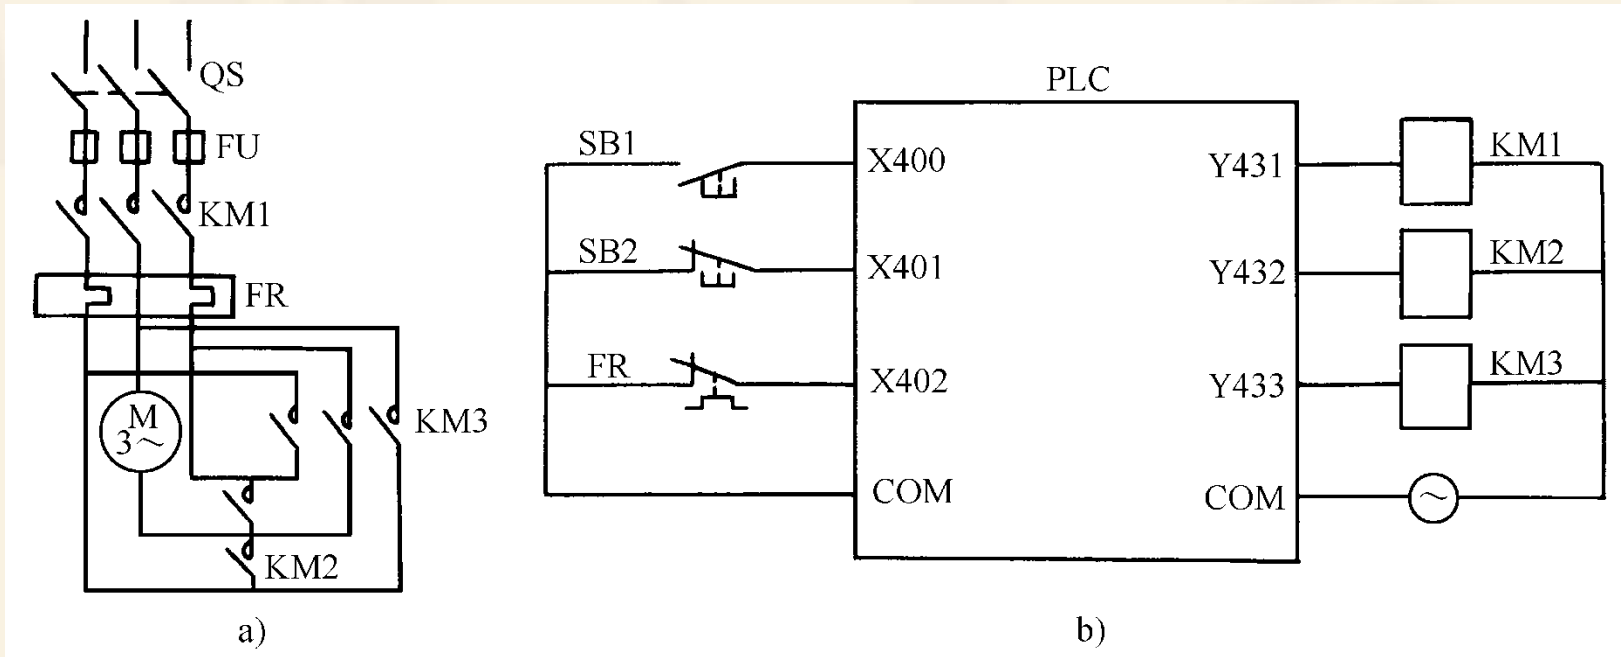 QS
FU
KM1
FR
M
3~
KM3
KM2
a)
PLC
SB1
X400
Y431
KM1
SB2
X401
Y432
KM2
FR
X402
Y433
KM3
COM
COM
~
b)